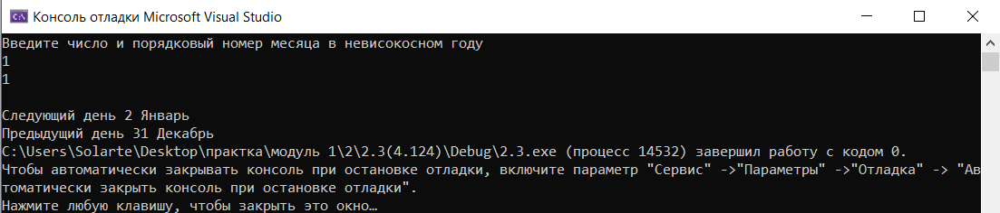 Консоль отладки Microsoft Visual Studio
Введите число и порядковый номер месяца в невисокосном году
1
1
Следующий день 2 Январь
Предыдущий день 31 Декабрь
C:\Users\Solarte\Desktop\практка\модуль 1\2\2.3(4.124)\Debug\2.3.exe (процесс 14532) завершил работу с кодом 0.
Чтобы автоматически закрывать консоль при остановке отладки, включите параметр "Сервис" ->"Параметры" ->"Отладка" -> "Ав
томатически закрыть консоль при остановке отладки".
Нажмите любую клавишу, чтобы закрыть это окно…